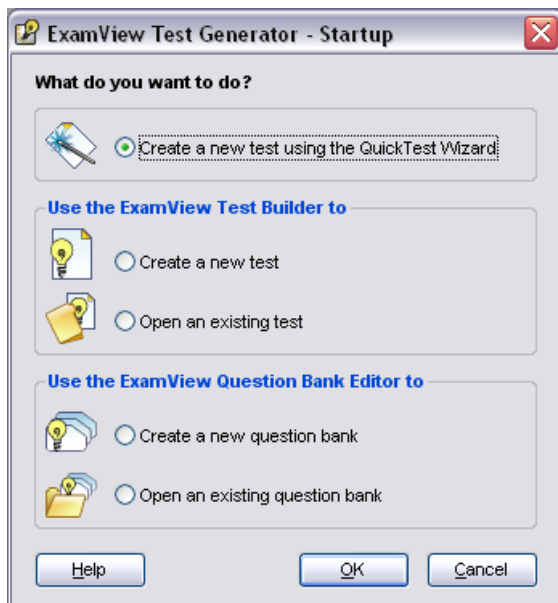 ExamView Test Generator - Startup
What do you want to do?
Create a new test using the QuickTest Wizard
Use the ExamView Test Builder to
Create a new test
Open an existing test
Use the ExamView Question Bank Editor to
Create a new question bank
Open an existing question bank
Help OK Cancel